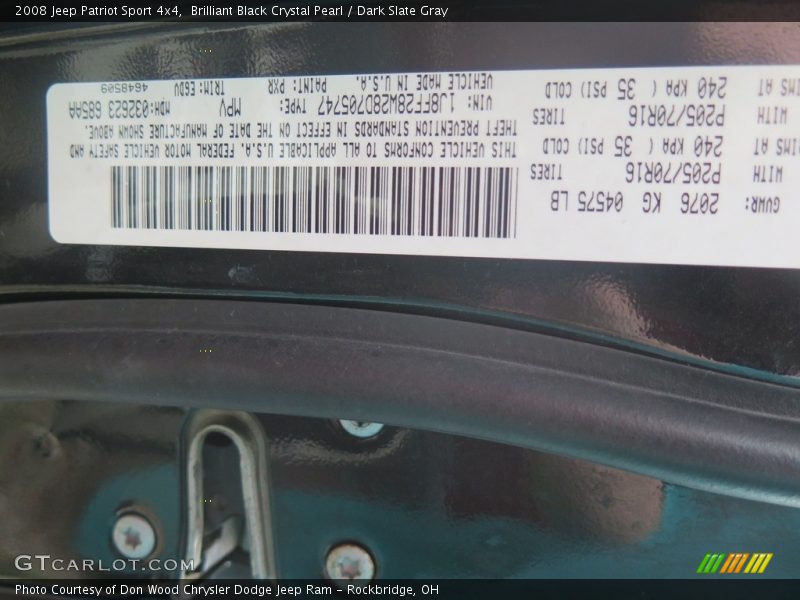 2008 Jeep Patriot Sport 4x4,  Brilliant Black Crystal Pearl / Dark Slate Gray
GVWR: 2076 KG 04575 LB
WITH P205/70R16 TIRES
MS AT 240 KPA ( 35 PSI) COLD
WITH P205/70R16 TIRES
MS AT 240 KPA ( 35 PSI) COLD
THIS VEHICLE CONFORMS TO ALL APPLICABLE U.S.A. FEDERAL MOTOR VEHICLE SAFETY AND
THEFT PREVENTION STANDARDS IN EFFECT ON THE DATE OF MANUFACTURE SHOWN ABOVE.
VIN: 1J8FF28W28D705747 TYPE: MPV MDH: 032623 685AA
VEHICLE MADE IN U.S.A. PAINT: PXR TRIM: E6DV 4648509
GTCARLOT.COM
Photo Courtesy of Don Wood Chrysler Dodge Jeep Ram - Rockbridge, OH